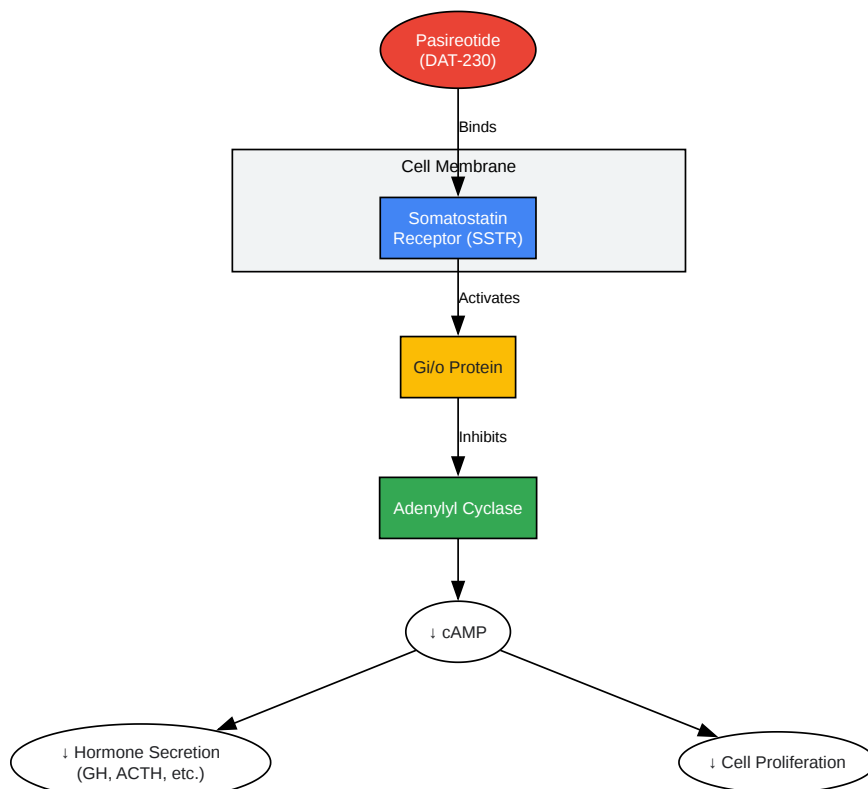 Pasireotide
(DAT-230)
Binds
Cell Membrane
Somatostatin
Receptor (SSTR)
Activates
Gi/o Protein
Inhibits
Adenylyl Cyclase
↓ cAMP
↓ Hormone Secretion
(GH, ACTH, etc.)
↓ Cell Proliferation